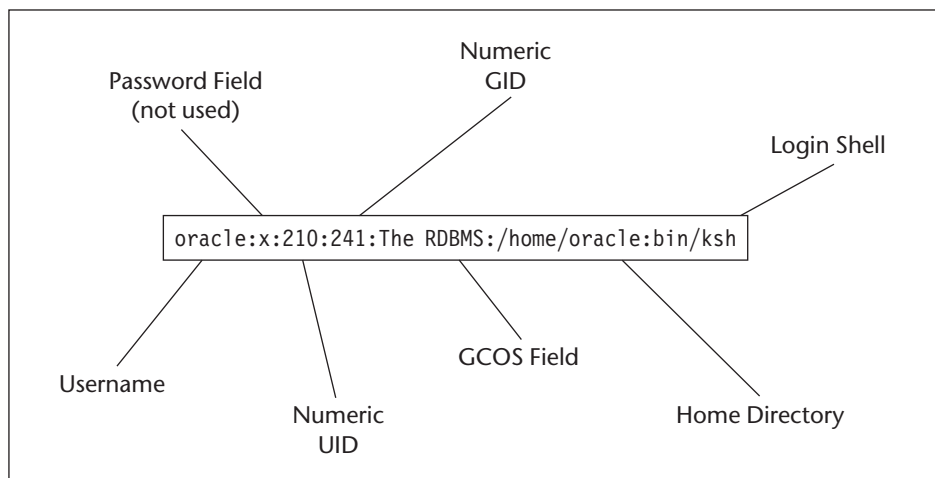 Numeric
GID
Password Field
(not used)
Login Shell
oracle:x:210:241:The RDBMS:/home/oracle:bin/ksh
GCOS Field
Username
Numeric
UID
Home Directory